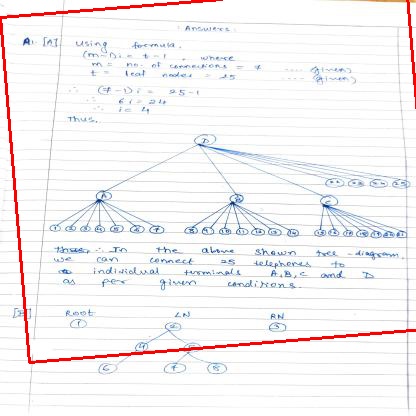 Answers:
A1. [A] Using formula.
(m-1)i = t-1, where
m = no. of connections = 7 .... (given)
t = leaf nodes = 25 .... (given)
∴ (7-1)i = 25-1
∴ 6i = 24
∴ i = 4
Thus,
D
22 23 24 25
A B C
1 2 3 4 5 6 7 8 9 10 11 12 13 14 15 16 17 18 19 20 21
∴ In the above shown tree-diagram.
we can connect 25 telephones to
individual terminals A,B,C and D
as per given conditions.
Root LN RN
1 2 3
4 5
6 7 8